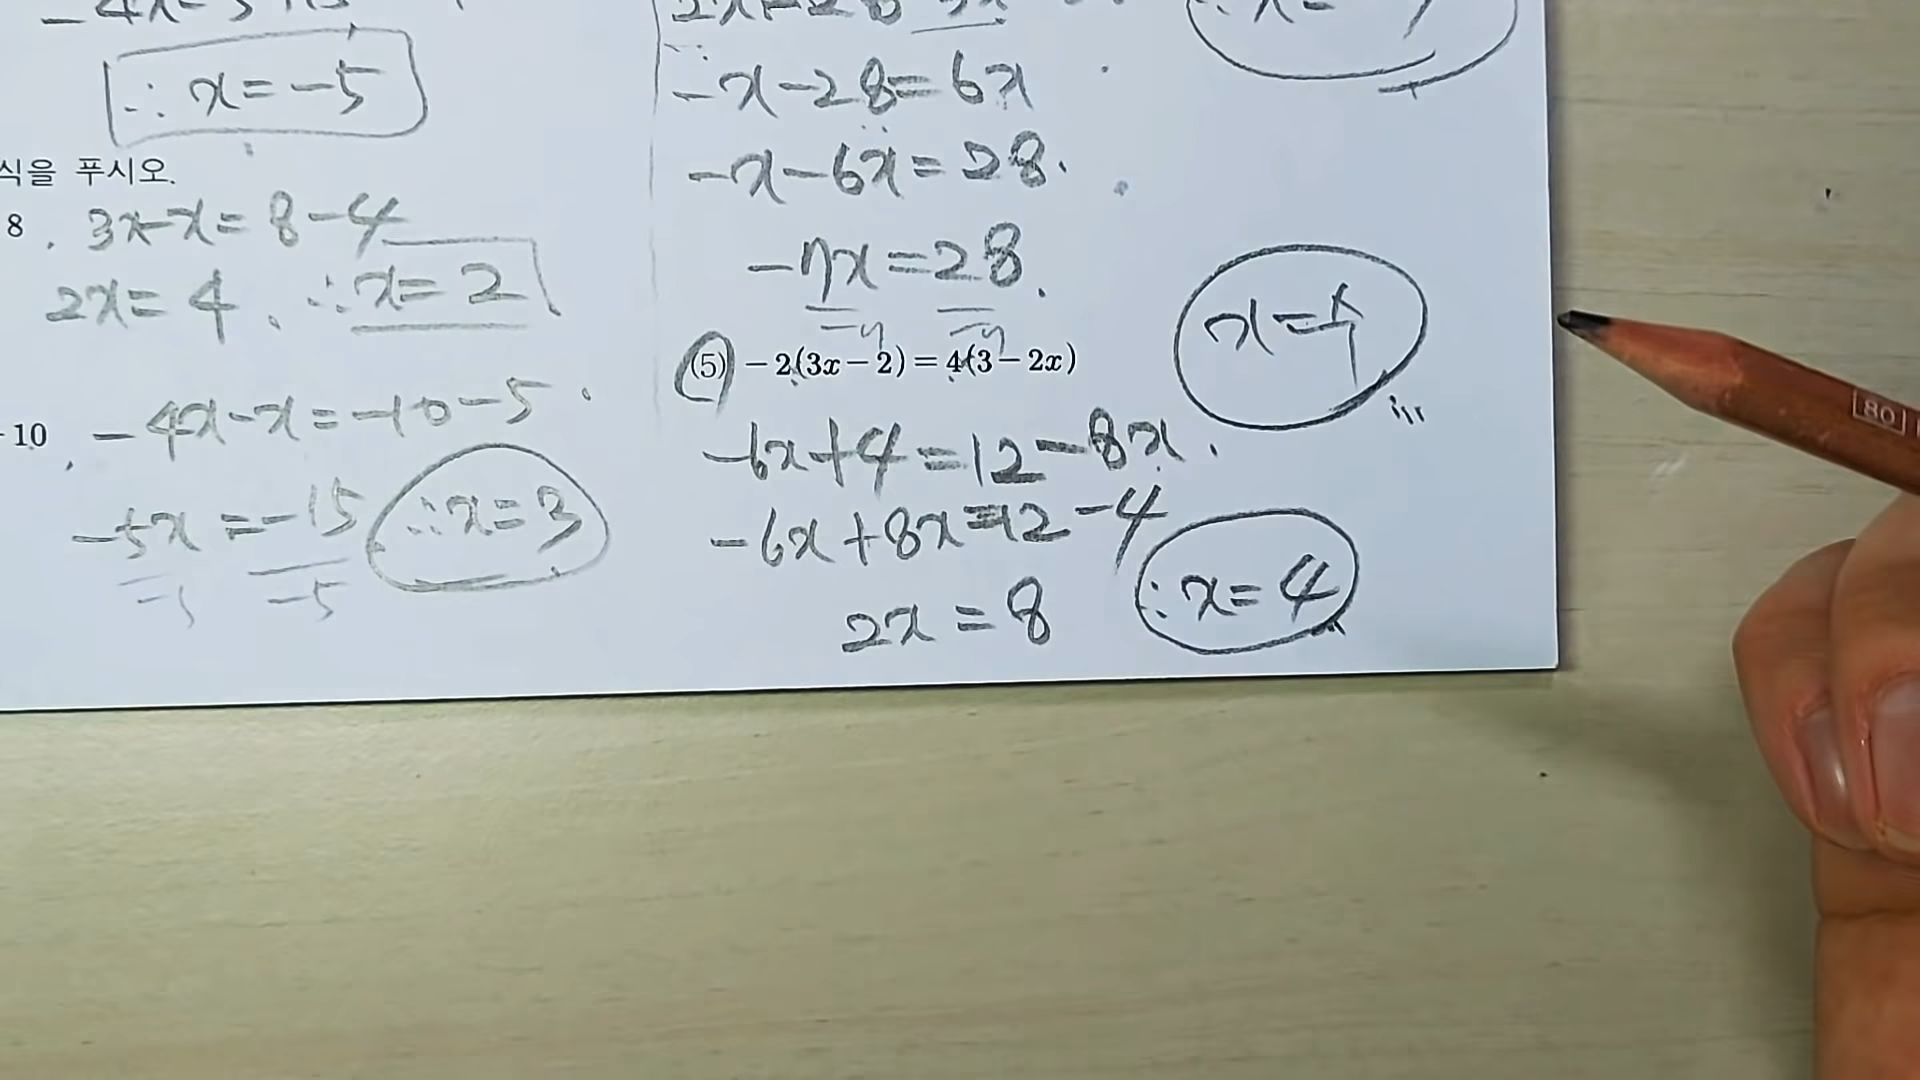 ∴ x=-5
식을 푸시오.
8 . 3x-x=8-4
2x=4 . ∴x=2
-10 . -4x-x=-10-5 .
-5x=-15 ∴x=3
-5 -5
-x-28=6x
-x-6x=28.
-7x=28.
-7 -7
x=-4
(5) -2(3x-2)=4(3-2x)
-6x+4=12-8x.
-6x+8x=12-4
2x=8 ∴x=4
80